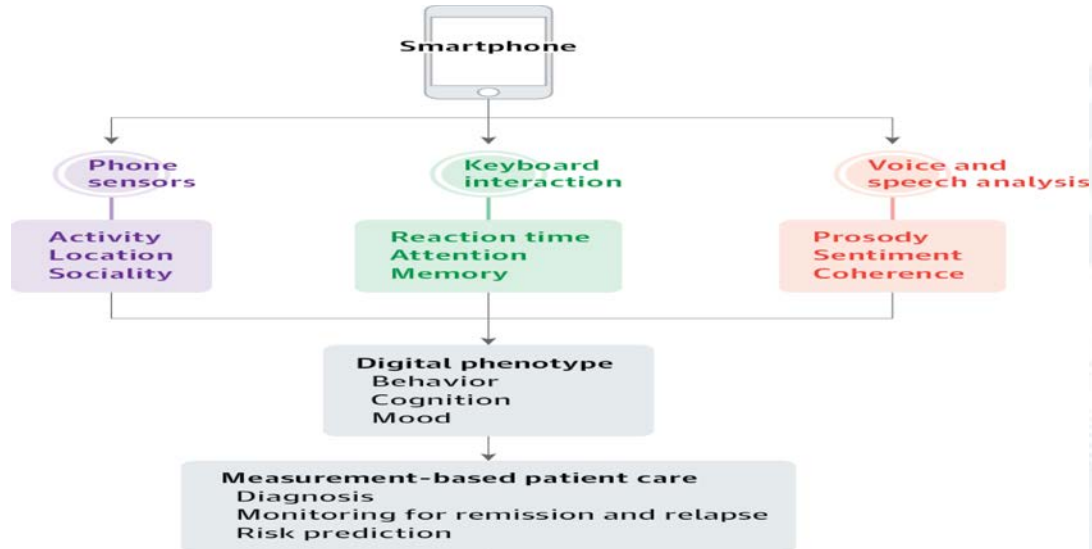 Smartphone
Phone
sensors
Keyboard
interaction
Voice and
speech analysis
Activity
Location
Sociality
Reaction time
Attention
Memory
Prosody
Sentiment
Coherence
Digital phenotype
Behavior
Cognition
Mood
Measurement-based patient care
Diagnosis
Monitoring for remission and relapse
Risk prediction